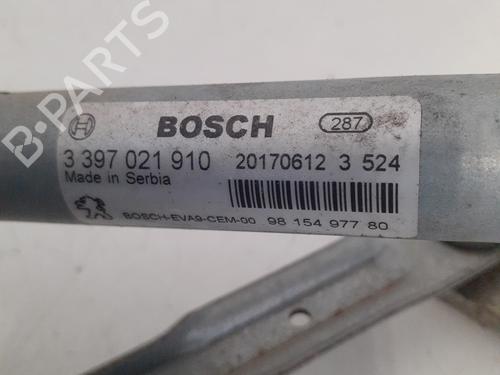 BOSCH 287
3 397 021 910 20170612 3 524
Made in Serbia
BOSCH-EVA9-CEM-00 98 154 977 80
B-Parts